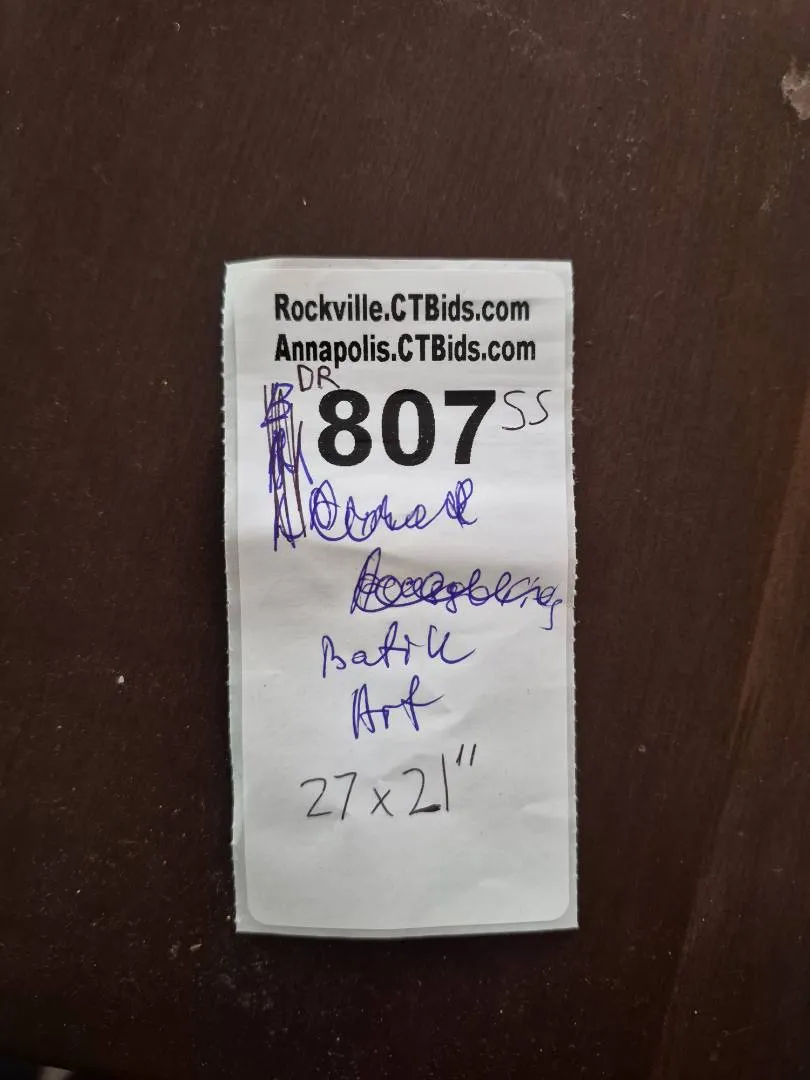 Rockville.CTBids.com
Annapolis.CTBids.com
DR
807 SS
Batik
Art
27 x 21"